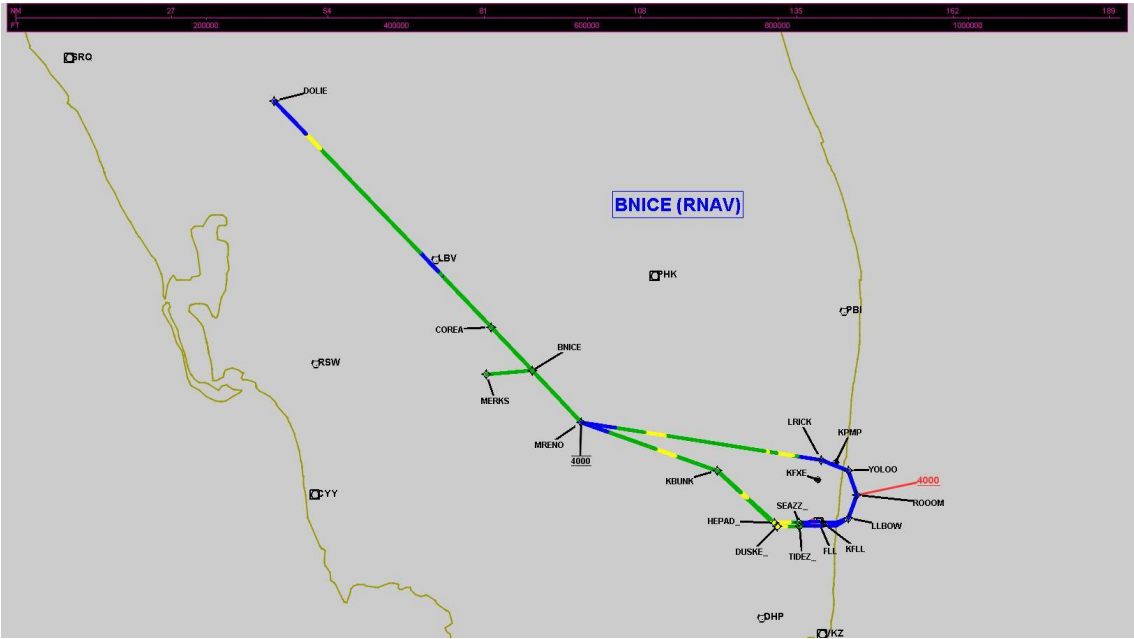 NM 27 54 81 108 135 162 189
FT 200000 400000 600000 800000 1000000
SRQ
DOLIE
BNICE (RNAV)
LBV
PHK
PBI
COREA
BNICE
RSW
MERKS
LRICK
KPMP
MRENO
4000
KBUNK
KFXE
YOLOO
4000
CYY
SEAZZ_
ROOOM
HEPAD_
LLBOW
DUSKE_
TIDEZ_
FLL
KFLL
DHP
VKZ